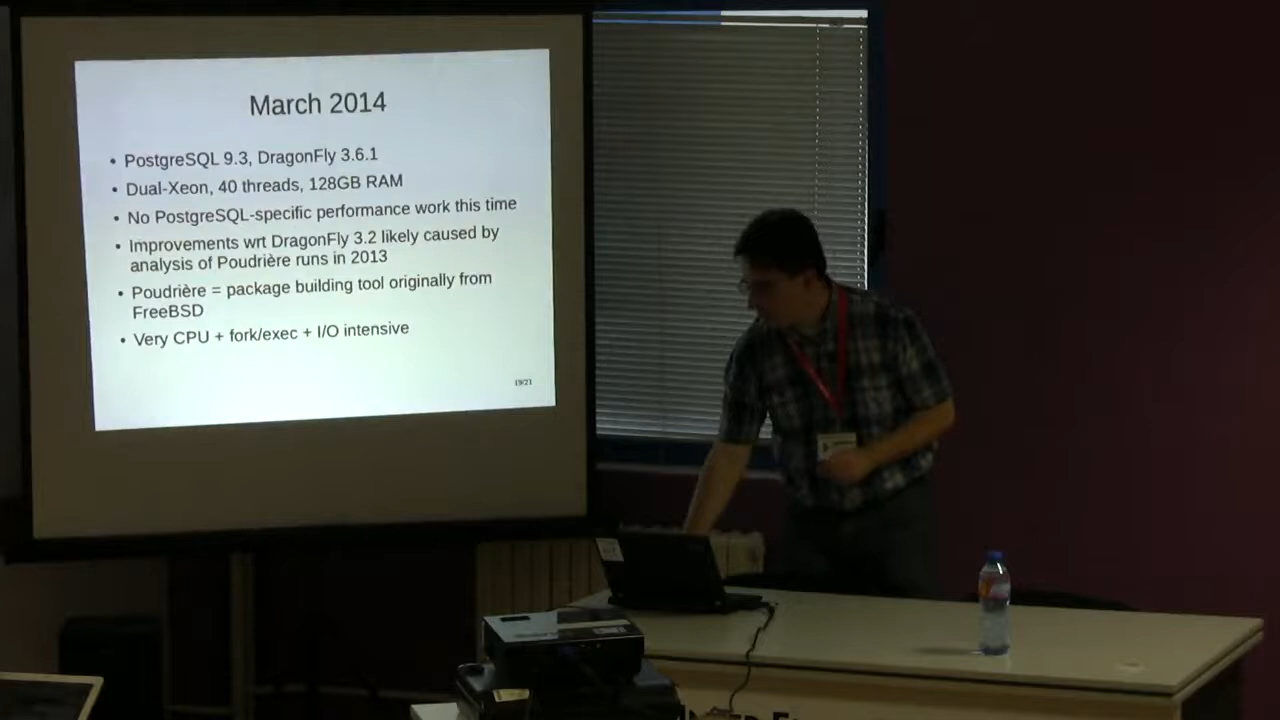 March 2014
• PostgreSQL 9.3, DragonFly 3.6.1
• Dual-Xeon, 40 threads, 128GB RAM
• No PostgreSQL-specific performance work this time
• Improvements wrt DragonFly 3.2 likely caused by
analysis of Poudrière runs in 2013
• Poudrière = package building tool originally from
FreeBSD
• Very CPU + fork/exec + I/O intensive
19/21